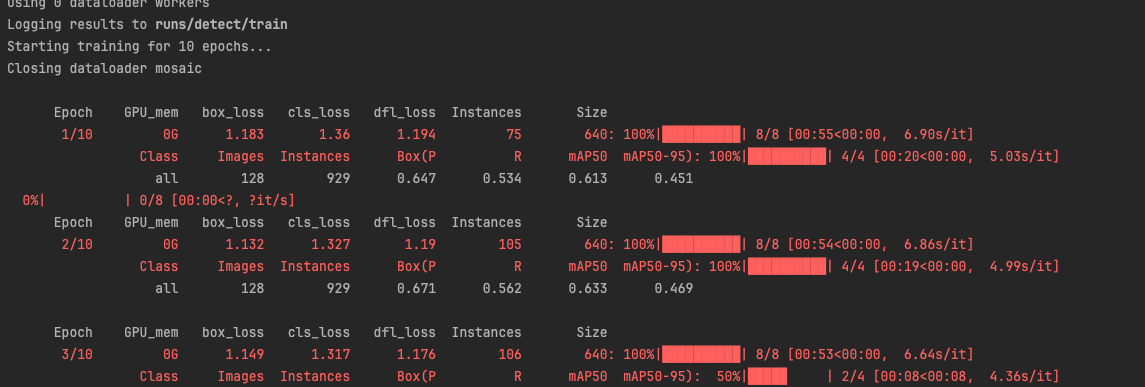 Using 0 dataloader workers
Logging results to runs/detect/train
Starting training for 10 epochs...
Closing dataloader mosaic
Epoch GPU_mem box_loss cls_loss dfl_loss Instances Size
1/10 0G 1.183 1.36 1.194 75 640: 100%|██████████| 8/8 [00:55<00:00, 6.90s/it]
Class Images Instances Box(P R mAP50 mAP50-95): 100%|██████████| 4/4 [00:20<00:00, 5.03s/it]
all 128 929 0.647 0.534 0.613 0.451
0%| | 0/8 [00:00<?, ?it/s]
Epoch GPU_mem box_loss cls_loss dfl_loss Instances Size
2/10 0G 1.132 1.327 1.19 105 640: 100%|██████████| 8/8 [00:54<00:00, 6.86s/it]
Class Images Instances Box(P R mAP50 mAP50-95): 100%|██████████| 4/4 [00:19<00:00, 4.99s/it]
all 128 929 0.671 0.562 0.633 0.469
Epoch GPU_mem box_loss cls_loss dfl_loss Instances Size
3/10 0G 1.149 1.317 1.176 106 640: 100%|██████████| 8/8 [00:53<00:00, 6.64s/it]
Class Images Instances Box(P R mAP50 mAP50-95): 50%|█████ | 2/4 [00:08<00:08, 4.36s/it]